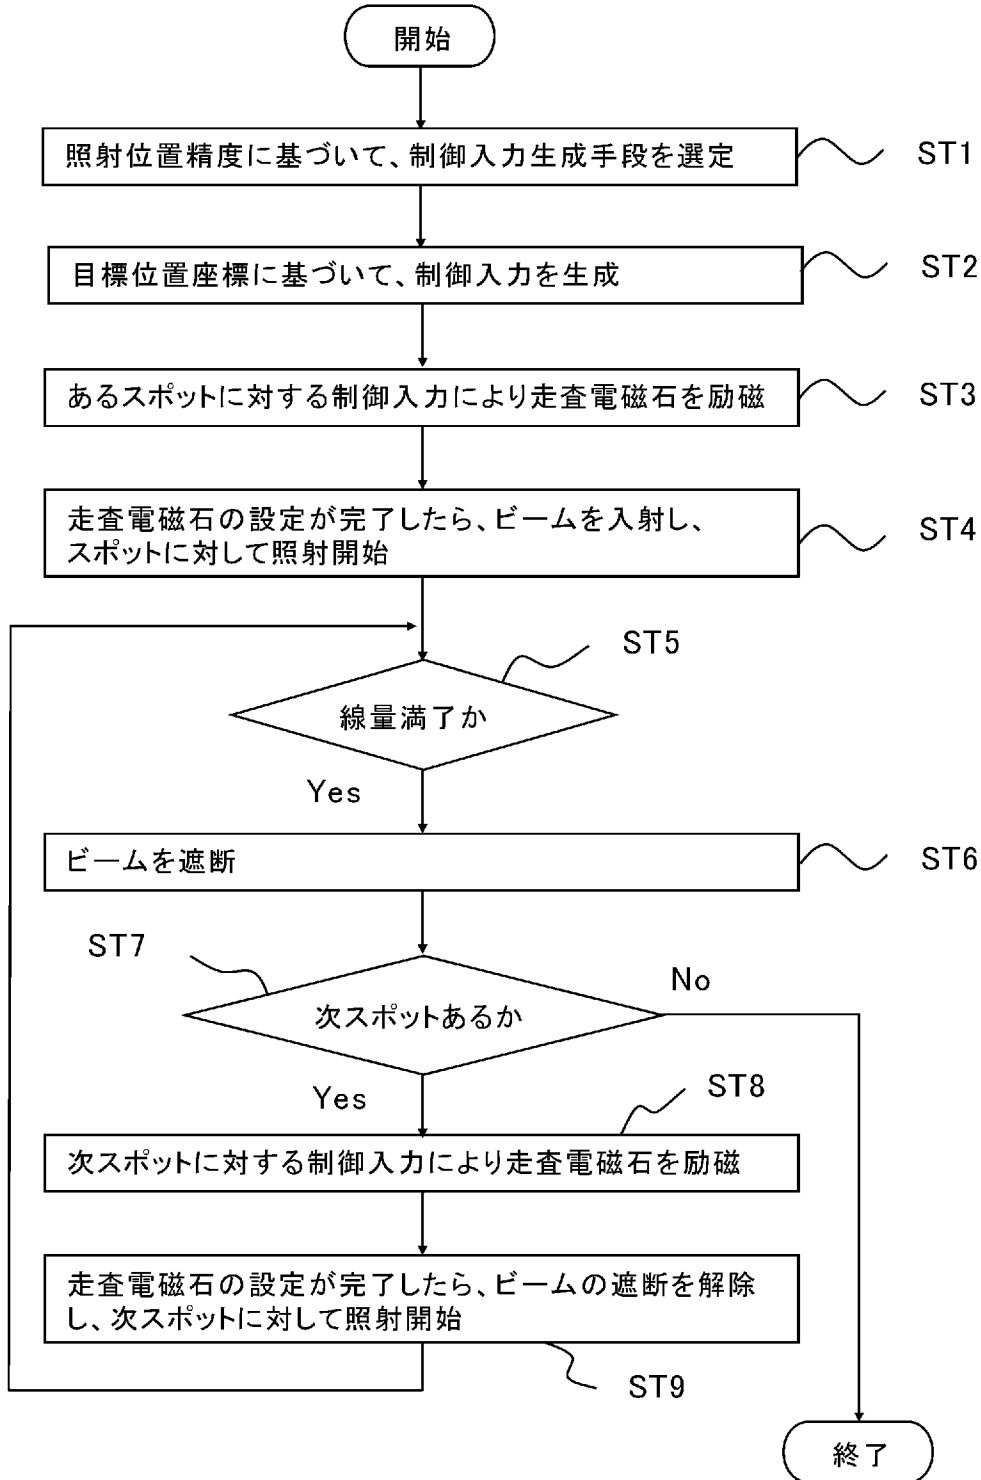 開始
照射位置精度に基づいて、制御入力生成手段を選定
ST1
目標位置座標に基づいて、制御入力を生成
ST2
あるスポットに対する制御入力により走査電磁石を励磁
ST3
走査電磁石の設定が完了したら、ビームを入射し、
スポットに対して照射開始
ST4
ST5
線量満了か
Yes
ビームを遮断
ST6
ST7
次スポットあるか
No
Yes
ST8
次スポットに対する制御入力により走査電磁石を励磁
走査電磁石の設定が完了したら、ビームの遮断を解除
し、次スポットに対して照射開始
ST9
終了